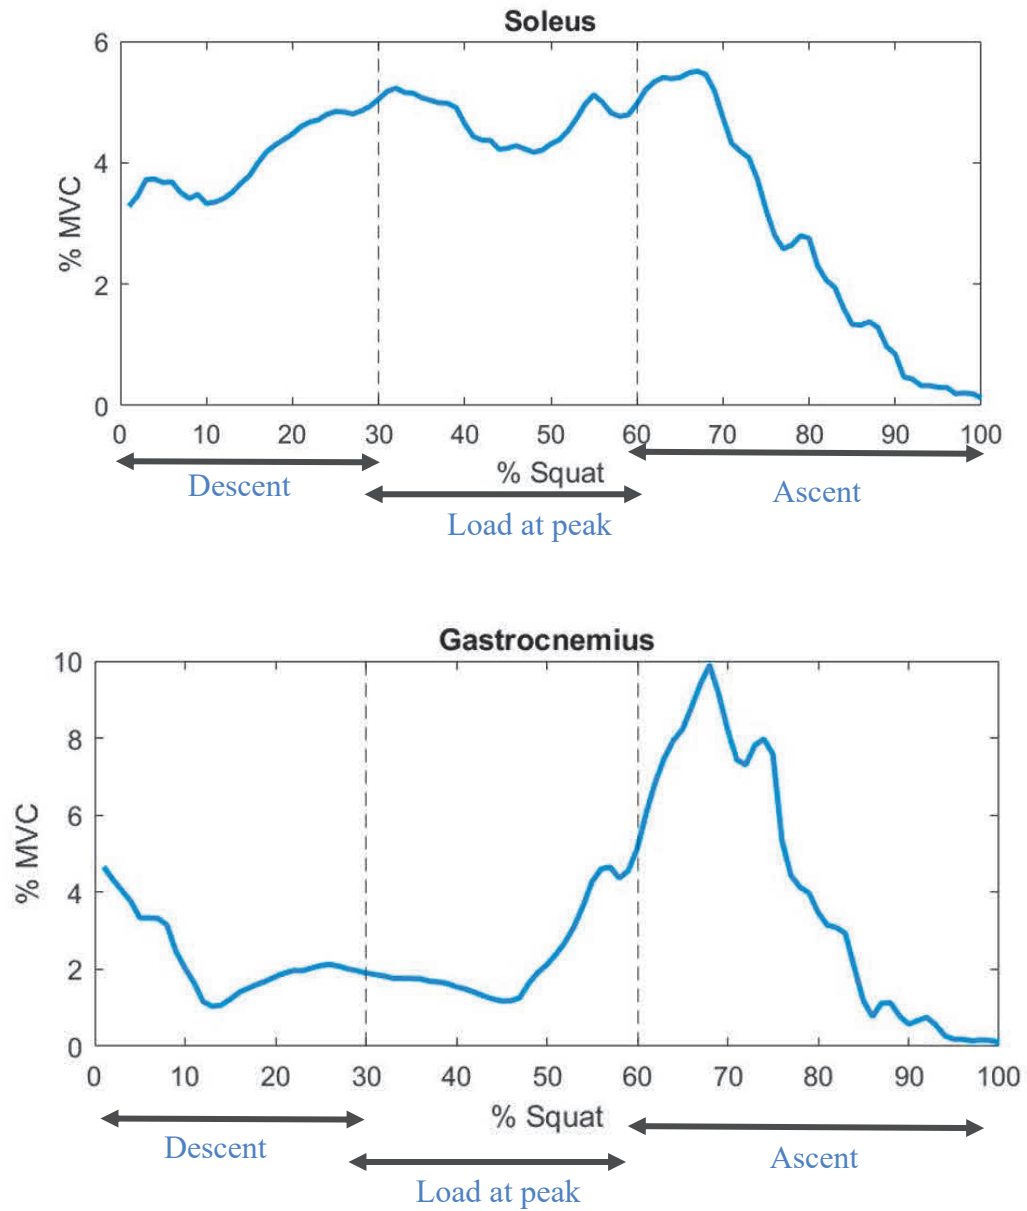 Soleus
6
4
2
0
% MVC
0 10 20 30 40 50 60 70 80 90 100
% Squat
Descent
Load at peak
Ascent
Gastrocnemius
10
8
6
4
2
0
% MVC
0 10 20 30 40 50 60 70 80 90 100
% Squat
Descent
Load at peak
Ascent